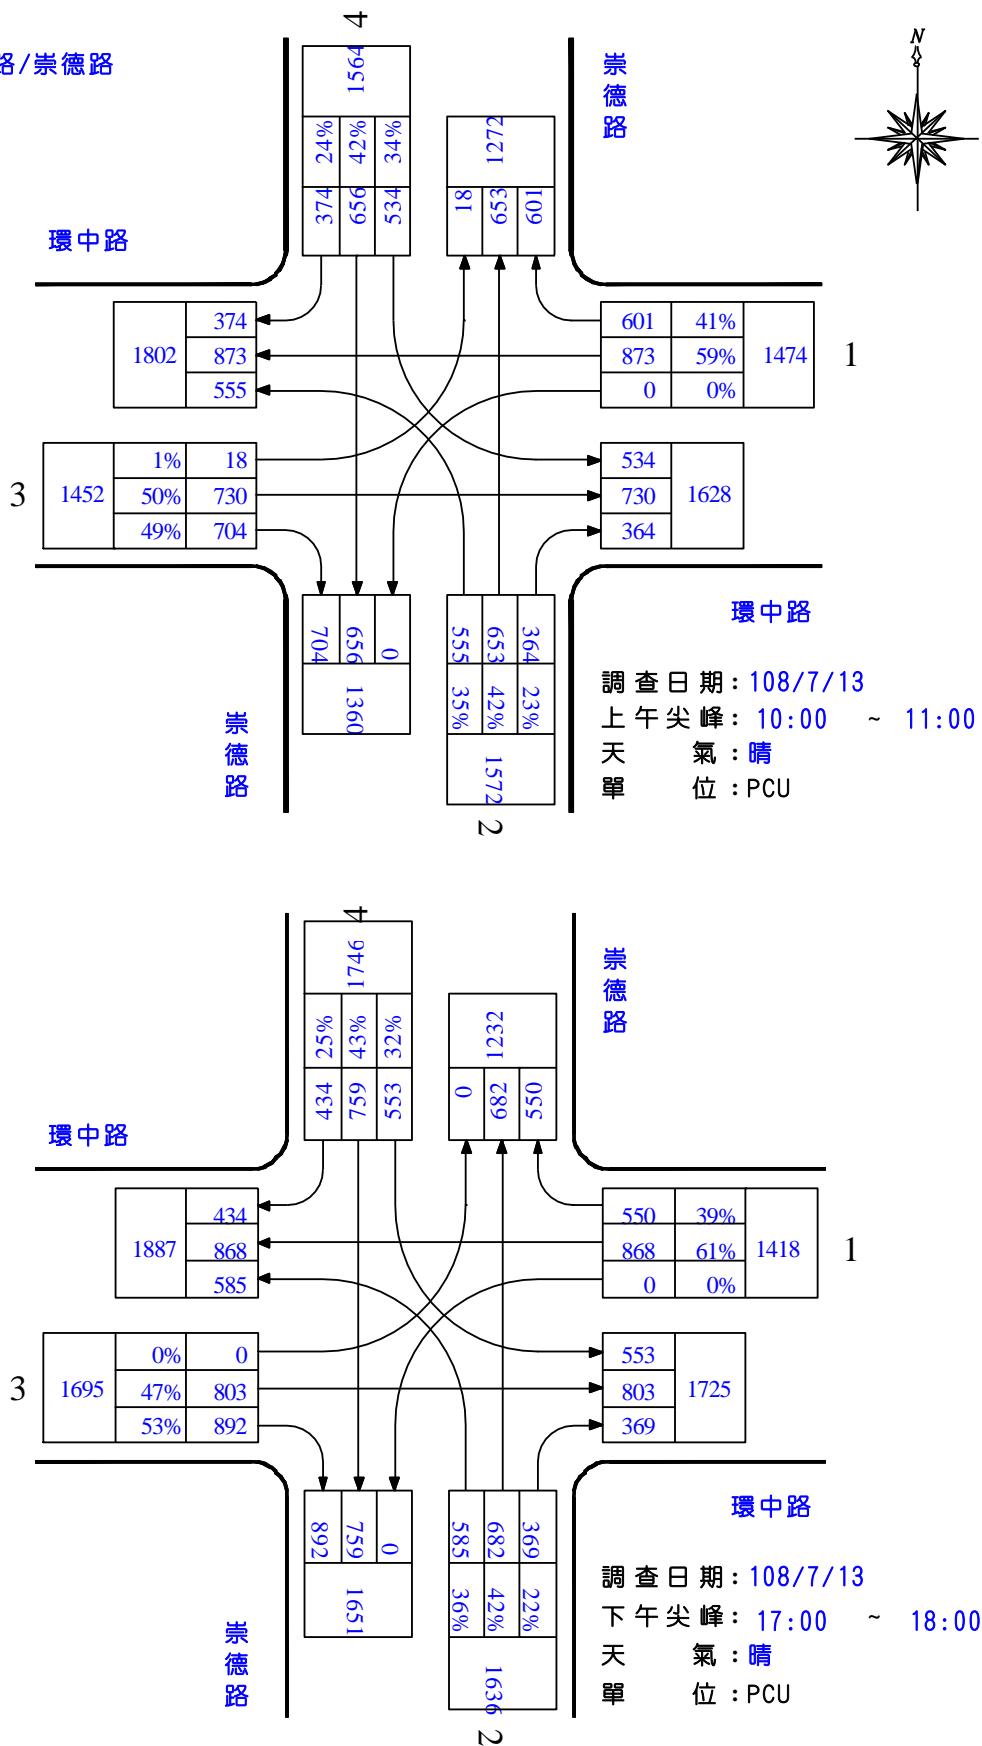 路/崇德路
N
4
1564
24% 42% 34%
374 656 534
1272
18 653 601
崇德路
環中路
374
1802 873
555
601 41%
873 59% 1474
0 0%
1
3
1% 18
1452 50% 730
49% 704
534
730 1628
364
704 656 0
1360
555 653 364
35% 42% 23%
1572
2
環中路
崇德路
調查日期:108/7/13
上午尖峰:10:00 ~ 11:00
天 氣:晴
單 位:PCU
4
1746
25% 43% 32%
434 759 553
1232
0 682 550
崇德路
環中路
434
1887 868
585
550 39%
868 61% 1418
0 0%
1
3
0% 0
1695 47% 803
53% 892
553
803 1725
369
892 759 0
1651
585 682 369
36% 42% 22%
1636
2
環中路
崇德路
調查日期:108/7/13
下午尖峰:17:00 ~ 18:00
天 氣:晴
單 位:PCU